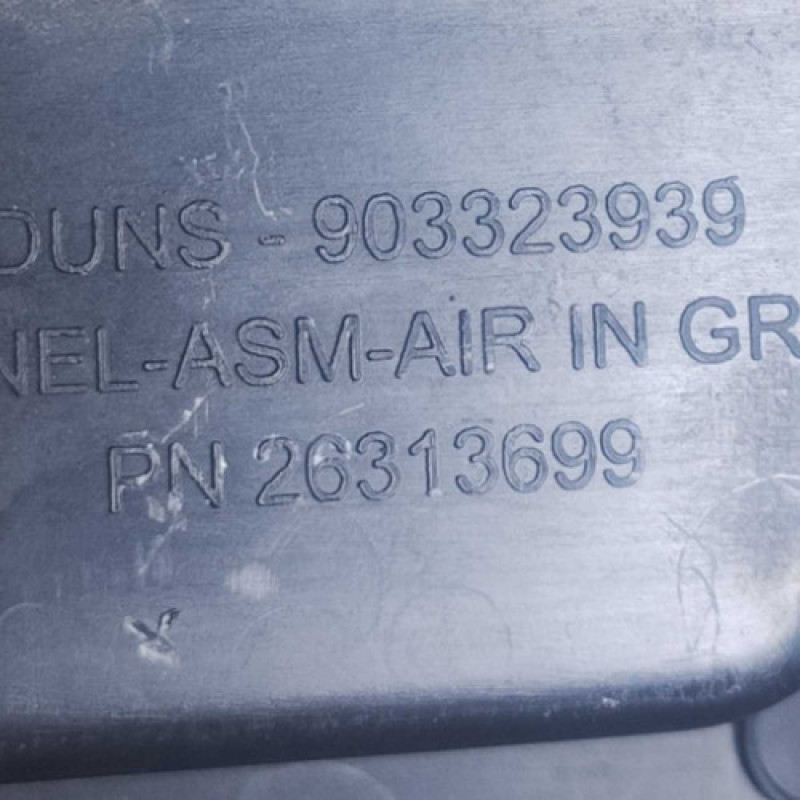 DUNS - 903323939
NEL-ASM-AIR IN GR
PN 26313699